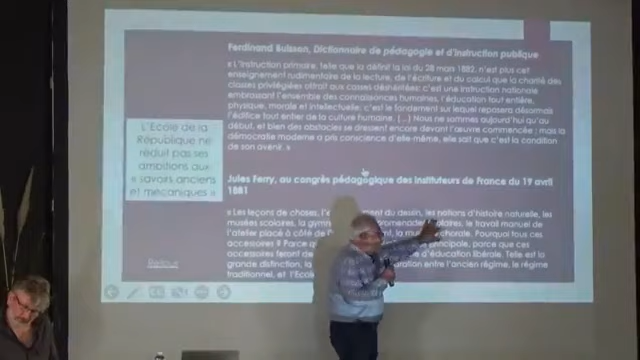 Ferdinand Buisson, Dictionnaire de pédagogie et d'instruction publique
« L'instruction primaire, telle que la définit la loi du 28 mars 1882, n'est plus cet
enseignement rudimentaire de la lecture, de l'écriture et du calcul que la charité des
classes privilégiées offrait aux classes déshéritées: c'est une instruction nationale
embrassant l'ensemble des connaissances humaines, l'éducation tout entière,
physique, morale et intellectuelle; c'est le fondement sur lequel reposera désormais
l'édifice tout entier de la culture humaine. [...] Nous ne sommes aujourd'hui qu'au
début, et bien des obstacles se dressent encore devant l'œuvre commencée; mais la
démocratie moderne a pris conscience d'elle-même, elle sait que c'est la condition
de son avenir. »
L'Ecole de la
République ne
réduit pas ses
ambitions aux
« savoirs anciens
et mécaniques »
Jules Ferry, au congrès pédagogique des instituteurs de France du 19 avril
1881
« Les leçons de choses, du dessin, les notions d'histoire naturelle, les
musées scolaires, la promenades scolaires, le travail manuel de
l'atelier placé à côté de la chorale. Pourquoi tous ces
accessoires ? principale, parce que ces
accessoires feront d'éducation libérale. Telle est la
grande distinction, la entre l'ancien régime, le régime
traditionnel, et
Retour